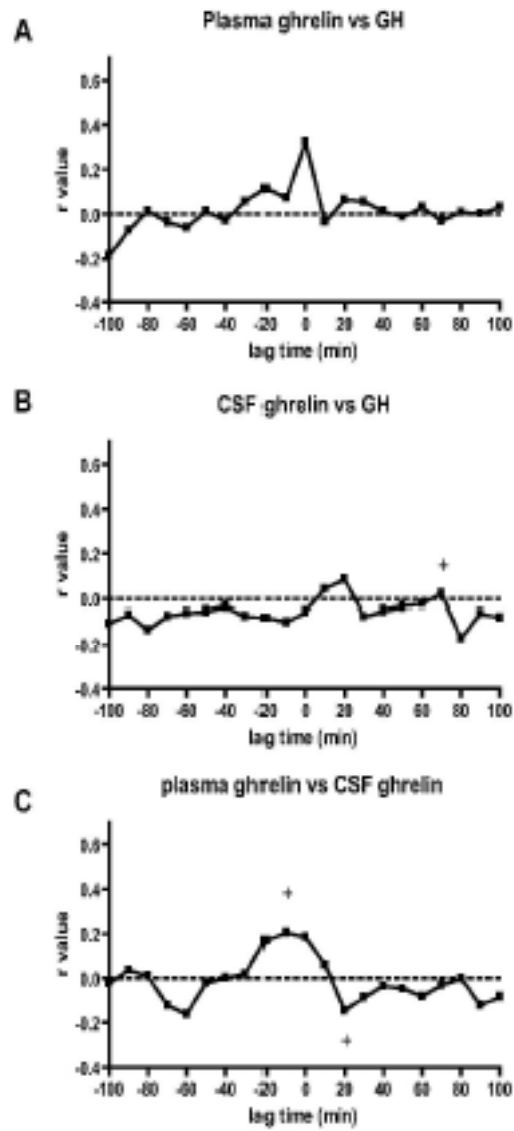 A
Plasma ghrelin vs GH
r value
0.6
0.4
0.2
0.0
-0.2
-0.4
-100 -80 -60 -40 -20 0 20 40 60 80 100
lag time (min)
B
CSF ghrelin vs GH
r value
0.6
0.4
0.2
0.0
-0.2
-0.4
+
-100 -80 -60 -40 -20 0 20 40 60 80 100
lag time (min)
C
plasma ghrelin vs CSF ghrelin
r value
0.6
0.4
0.2
0.0
-0.2
-0.4
+
+
-100 -80 -60 -40 -20 0 20 40 60 80 100
lag time (min)